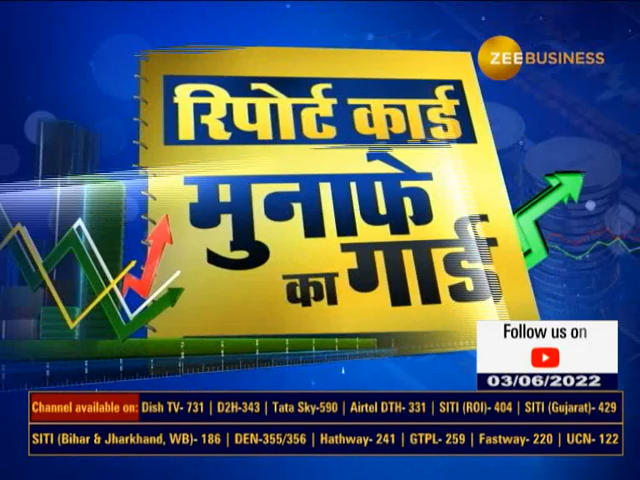 ZEEBUSINESS
रिपोर्ट कार्ड
मुनाफे
का गार्ड
Follow us on
03/06/2022
Channel available on: Dish TV- 731 | D2H-343 | Tata Sky-590 | Airtel DTH- 331 | SITI (ROI)- 404 | SITI (Gujarat)- 429
SITI (Bihar & Jharkhand, WB)- 186 | DEN-355/356 | Hathway- 241 | GTPL- 259 | Fastway- 220 | UCN- 122